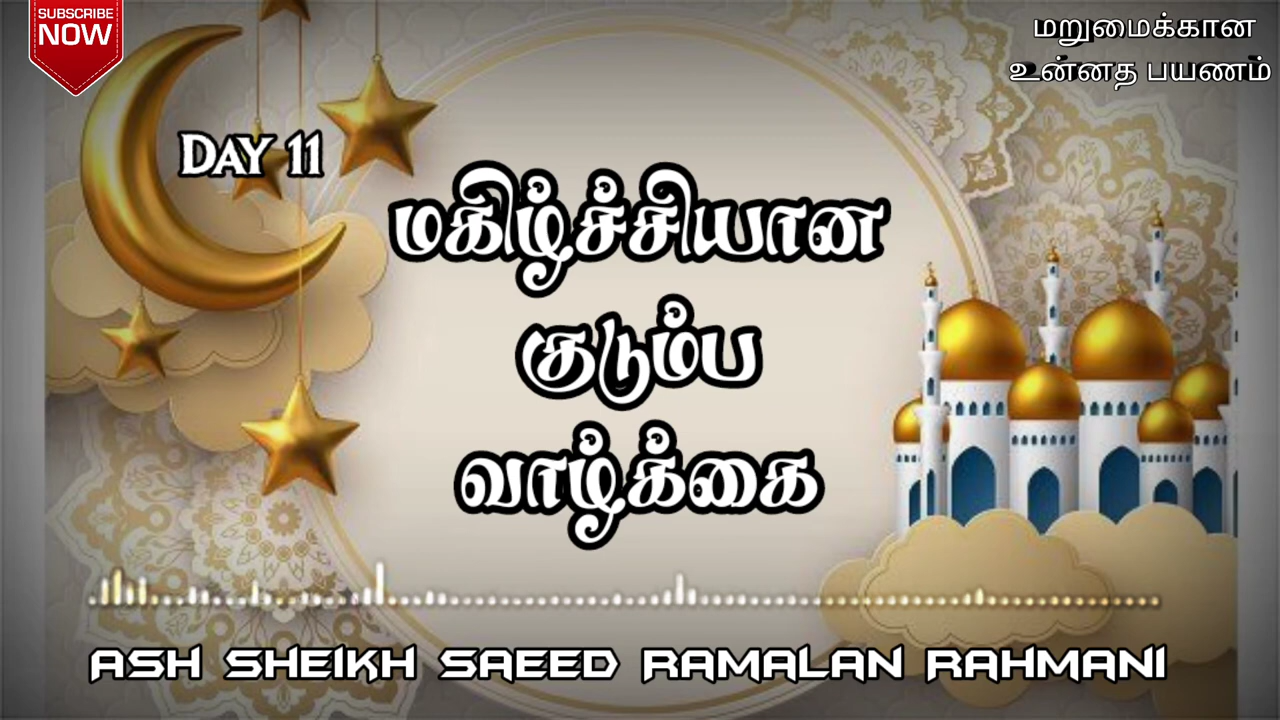 SUBSCRIBE
NOW
மறுமைக்கான
உன்னத பயணம்
DAY 11
மகிழ்ச்சியான
குடும்ப
வாழ்க்கை
ASH SHEIKH SAEED RAMALAN RAHMANI